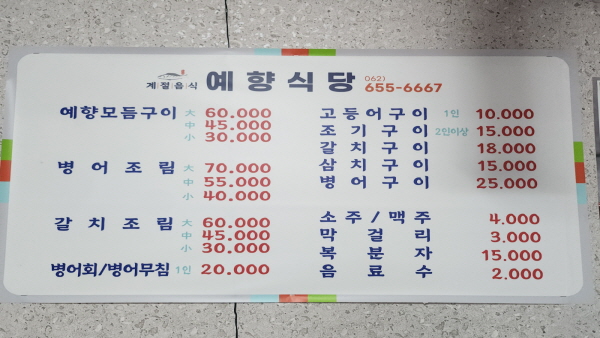 계절음식 예향식당 062) 655-6667
예향모듬구이 大 60.000
中 45.000
小 30.000
병어조림 大 70.000
中 55.000
小 40.000
갈치조림 大 60.000
中 45.000
小 30.000
병어회/병어무침 1인 20.000
고등어구이 1인 10.000
조기구이 2인이상 15.000
갈치구이 18.000
삼치구이 15.000
병어구이 25.000
소주/맥주 4.000
막걸리 3.000
복분자 15.000
음료수 2.000